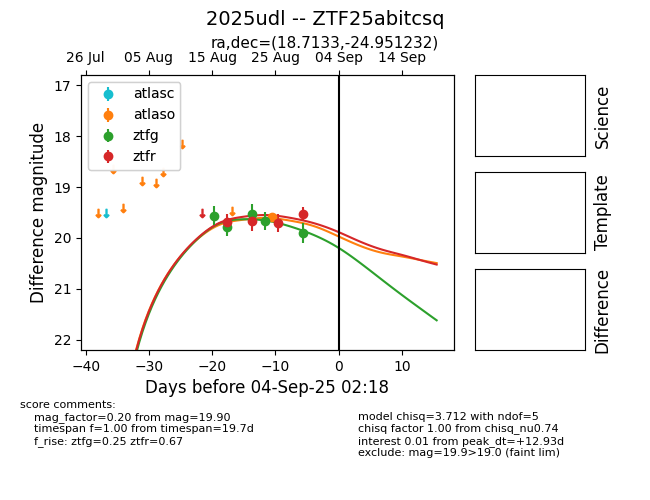 2025udl -- ZTF25abitcsq
ra,dec=(18.7133,-24.951232)
26 Jul 05 Aug 15 Aug 25 Aug 04 Sep 14 Sep
atlasc
atlaso
ztfg
ztfr
17
18
19
20
21
22
Difference magnitude
−40 −30 −20 −10 0 10
Days before 04-Sep-25 02:18
Science
Template
Difference
score comments:
mag_factor=0.20 from mag=19.90
timespan f=1.00 from timespan=19.7d
f_rise: ztfg=0.25 ztfr=0.67
model chisq=3.712 with ndof=5
chisq factor 1.00 from chisq_nu0.74
interest 0.01 from peak_dt=+12.93d
exclude: mag=19.9>19.0 (faint lim)